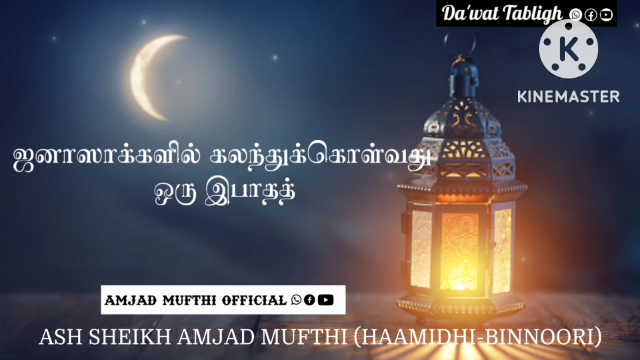 Da'wat Tabligh
KINEMASTER
ஜனாஸாக்களில் கலந்துக்கொள்வது
ஒரு இபாதத்
AMJAD MUFTHI OFFICIAL
ASH SHEIKH AMJAD MUFTHI (HAAMIDHI-BINNOORI)